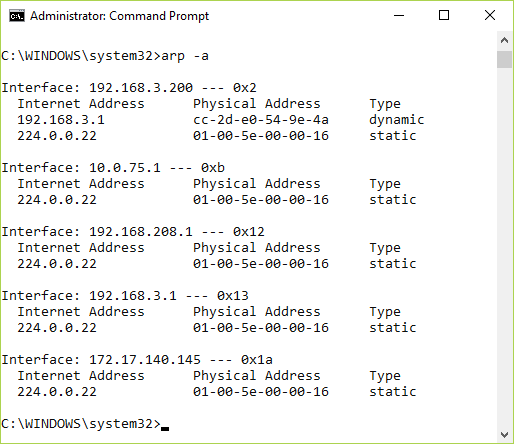 Administrator: Command Prompt
C:\WINDOWS\system32>arp -a
Interface: 192.168.3.200 --- 0x2
  Internet Address      Physical Address      Type
  192.168.3.1           cc-2d-e0-54-9e-4a     dynamic
  224.0.0.22            01-00-5e-00-00-16     static
Interface: 10.0.75.1 --- 0xb
  Internet Address      Physical Address      Type
  224.0.0.22            01-00-5e-00-00-16     static
Interface: 192.168.208.1 --- 0x12
  Internet Address      Physical Address      Type
  224.0.0.22            01-00-5e-00-00-16     static
Interface: 192.168.3.1 --- 0x13
  Internet Address      Physical Address      Type
  224.0.0.22            01-00-5e-00-00-16     static
Interface: 172.17.140.145 --- 0x1a
  Internet Address      Physical Address      Type
  224.0.0.22            01-00-5e-00-00-16     static
C:\WINDOWS\system32>